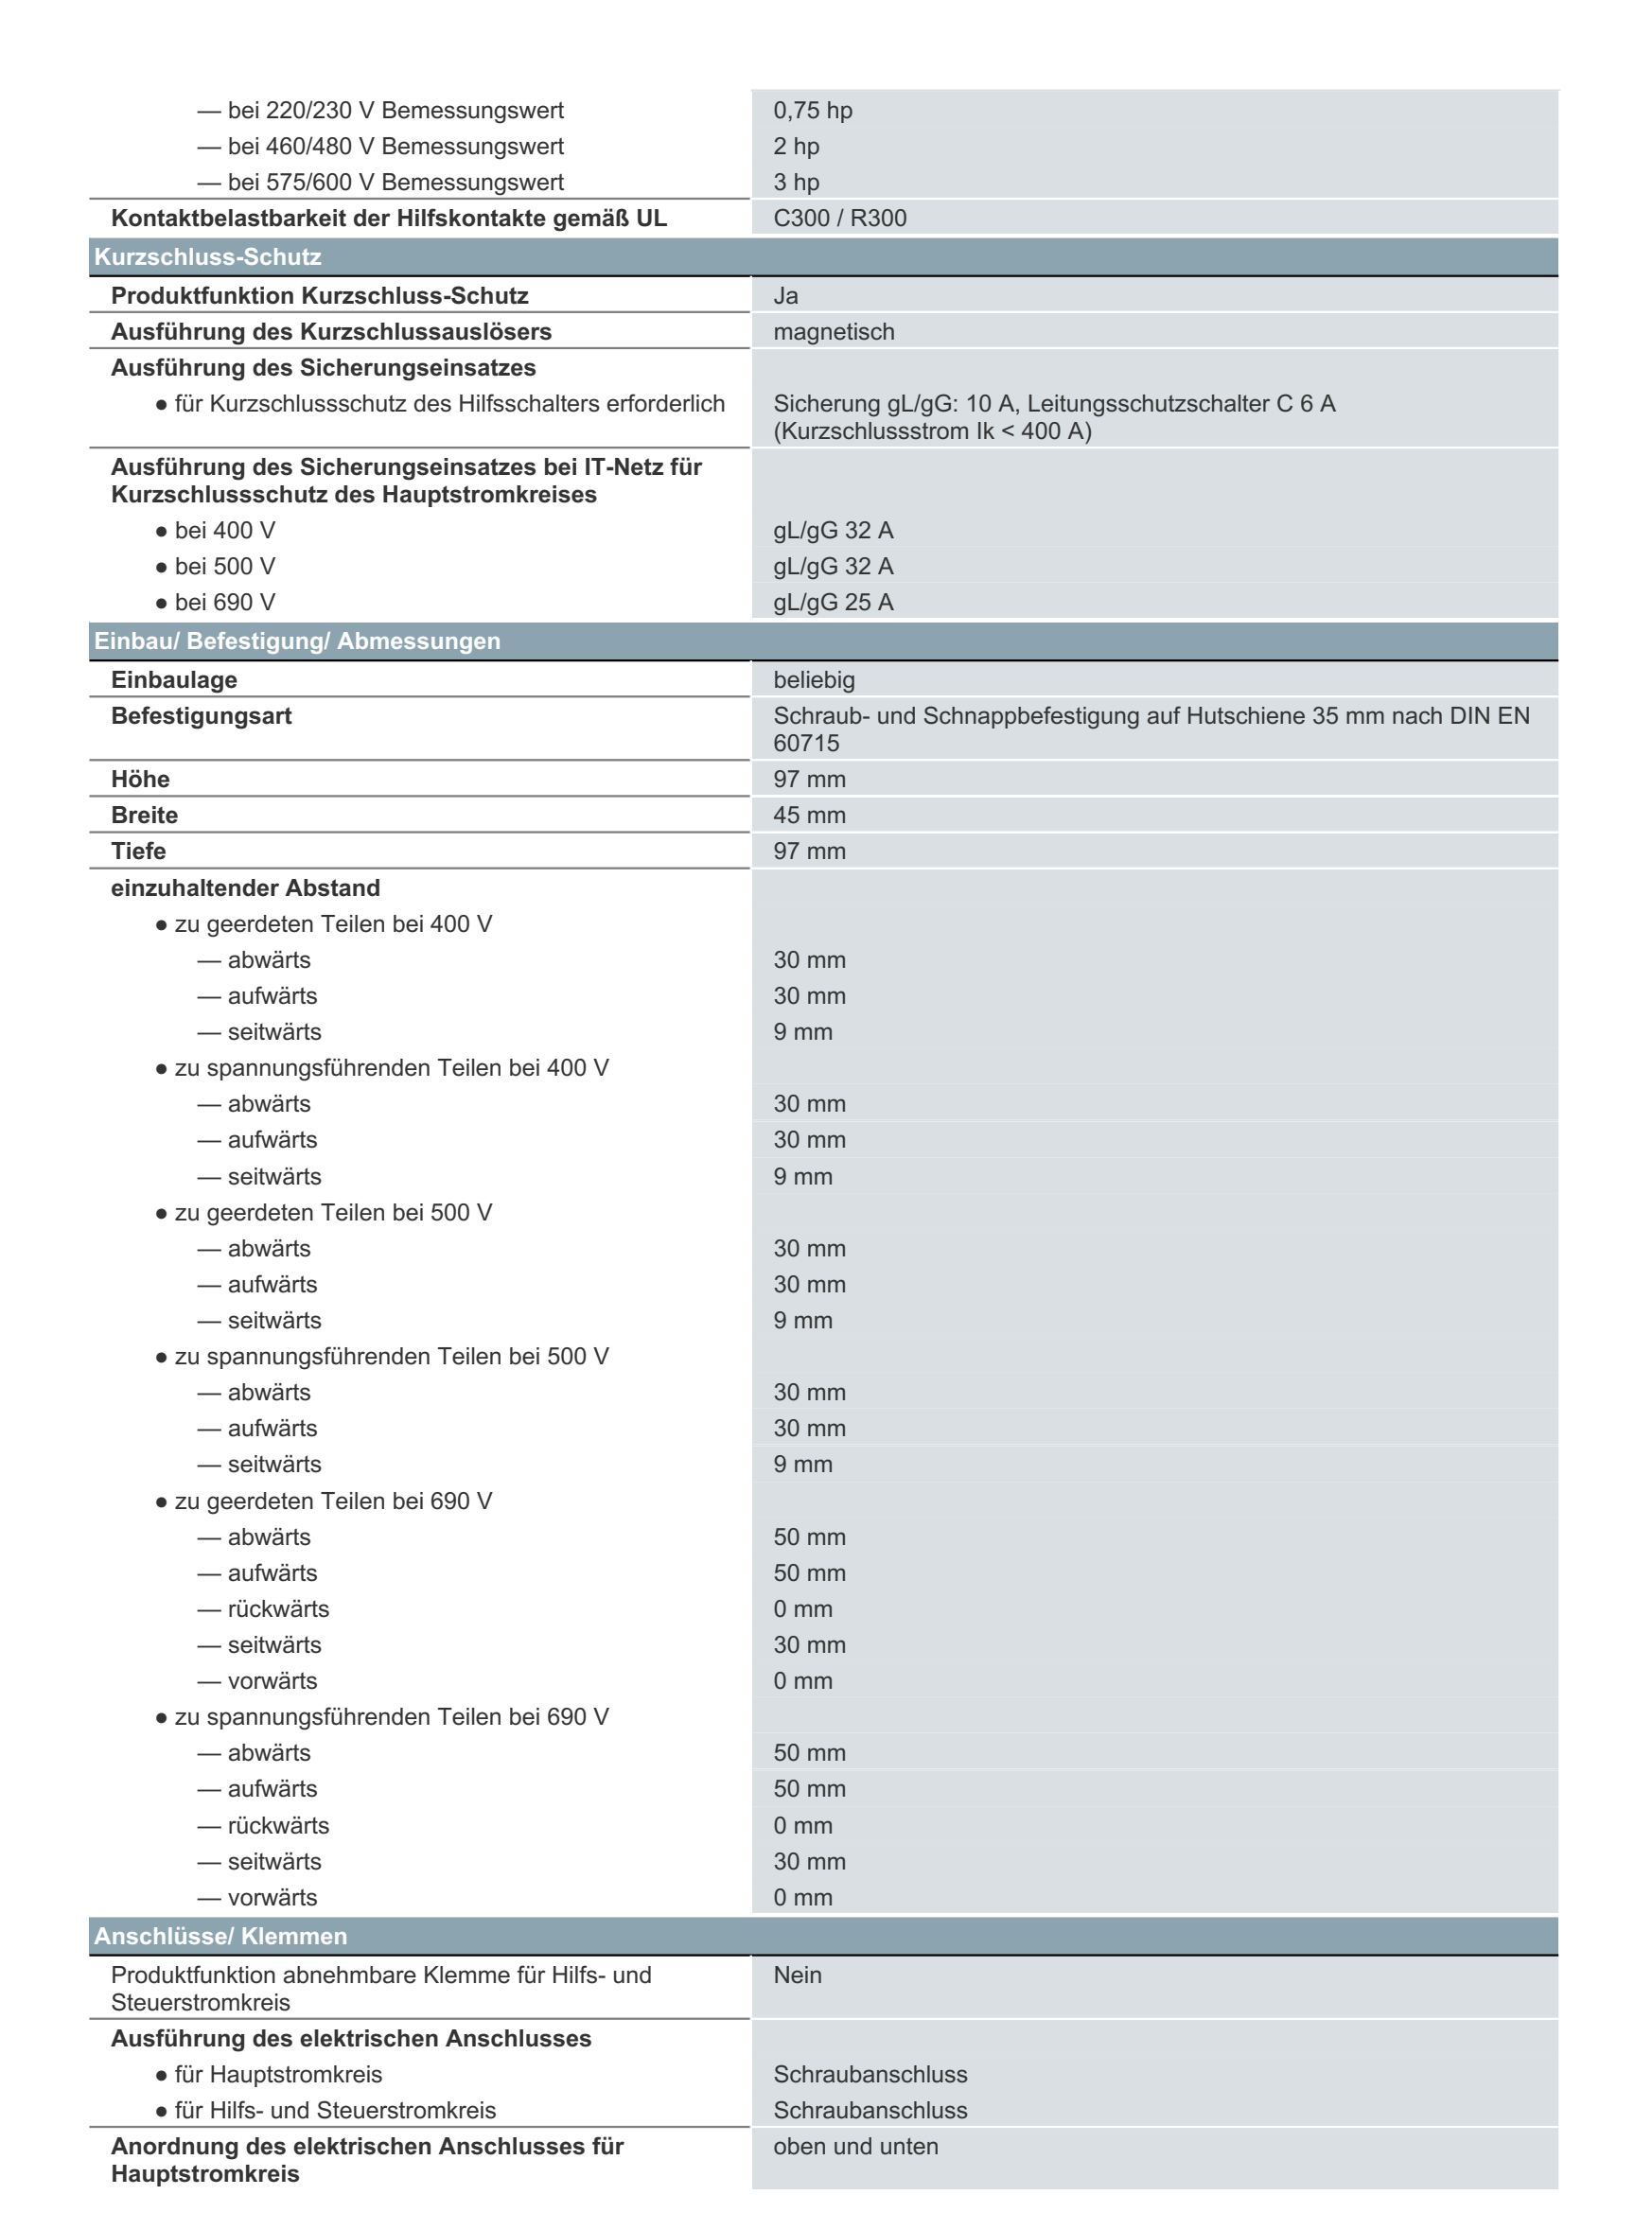 — bei 220/230 V Bemessungswert 0,75 hp
— bei 460/480 V Bemessungswert 2 hp
— bei 575/600 V Bemessungswert 3 hp
Kontaktbelastbarkeit der Hilfskontakte gemäß UL C300 / R300
Kurzschluss-Schutz
Produktfunktion Kurzschluss-Schutz Ja
Ausführung des Kurzschlussauslösers magnetisch
Ausführung des Sicherungseinsatzes
● für Kurzschlussschutz des Hilfsschalters erforderlich Sicherung gL/gG: 10 A, Leitungsschutzschalter C 6 A
(Kurzschlussstrom Ik < 400 A)
Ausführung des Sicherungseinsatzes bei IT-Netz für
Kurzschlussschutz des Hauptstromkreises
● bei 400 V gL/gG 32 A
● bei 500 V gL/gG 32 A
● bei 690 V gL/gG 25 A
Einbau/ Befestigung/ Abmessungen
Einbaulage beliebig
Befestigungsart Schraub- und Schnappbefestigung auf Hutschiene 35 mm nach DIN EN
60715
Höhe 97 mm
Breite 45 mm
Tiefe 97 mm
einzuhaltender Abstand
● zu geerdeten Teilen bei 400 V
— abwärts 30 mm
— aufwärts 30 mm
— seitwärts 9 mm
● zu spannungsführenden Teilen bei 400 V
— abwärts 30 mm
— aufwärts 30 mm
— seitwärts 9 mm
● zu geerdeten Teilen bei 500 V
— abwärts 30 mm
— aufwärts 30 mm
— seitwärts 9 mm
● zu spannungsführenden Teilen bei 500 V
— abwärts 30 mm
— aufwärts 30 mm
— seitwärts 9 mm
● zu geerdeten Teilen bei 690 V
— abwärts 50 mm
— aufwärts 50 mm
— rückwärts 0 mm
— seitwärts 30 mm
— vorwärts 0 mm
● zu spannungsführenden Teilen bei 690 V
— abwärts 50 mm
— aufwärts 50 mm
— rückwärts 0 mm
— seitwärts 30 mm
— vorwärts 0 mm
Anschlüsse/ Klemmen
Produktfunktion abnehmbare Klemme für Hilfs- und Nein
Steuerstromkreis
Ausführung des elektrischen Anschlusses
● für Hauptstromkreis Schraubanschluss
● für Hilfs- und Steuerstromkreis Schraubanschluss
Anordnung des elektrischen Anschlusses für oben und unten
Hauptstromkreis